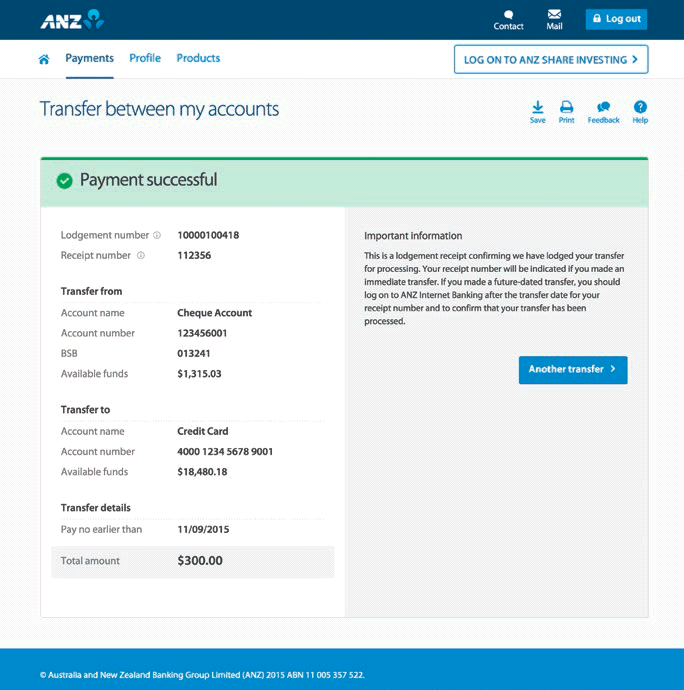 ANZ
Contact
Mail
Log out
Payments
Profile
Products
LOG ON TO ANZ SHARE INVESTING >
Transfer between my accounts
Save
Print
Feedback
Help
Payment successful
Lodgement number 10000100418
Receipt number 112356
Transfer from
Account name Cheque Account
Account number 123456001
BSB 013241
Available funds $1,315.03
Transfer to
Account name Credit Card
Account number 4000 1234 5678 9001
Available funds $18,480.18
Transfer details
Pay no earlier than 11/09/2015
Total amount $300.00
Important information
This is a lodgement receipt confirming we have lodged your transfer
for processing. Your receipt number will be indicated if you made an
immediate transfer. If you made a future-dated transfer, you should
log on to ANZ Internet Banking after the transfer date for your
receipt number and to confirm that your transfer has been
processed.
Another transfer >
© Australia and New Zealand Banking Group Limited (ANZ) 2015 ABN 11 005 357 522.